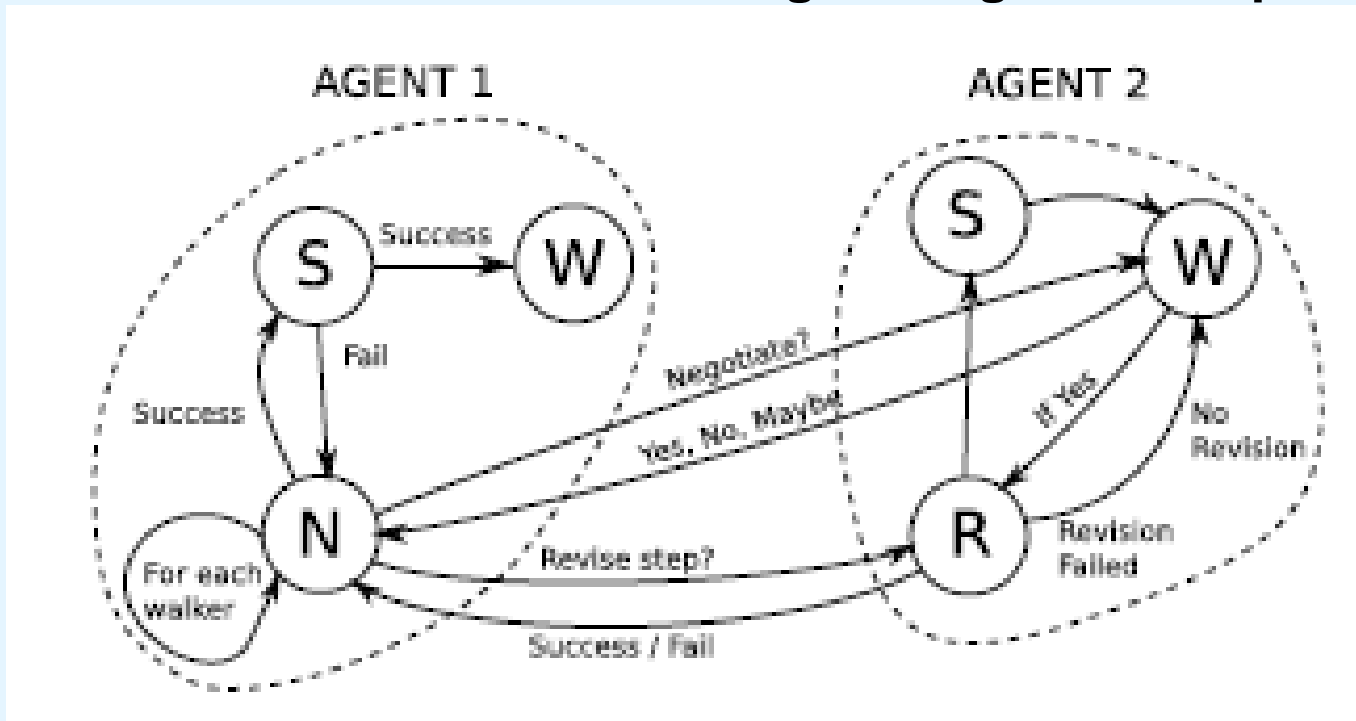 AGENT 1
AGENT 2
S
Success
W
S
W
Fail
Negotiate?
Success
Yes, No, Maybe
If Yes
No
Revision
N
R
For each
walker
Revise step?
Revision
Failed
Success / Fail